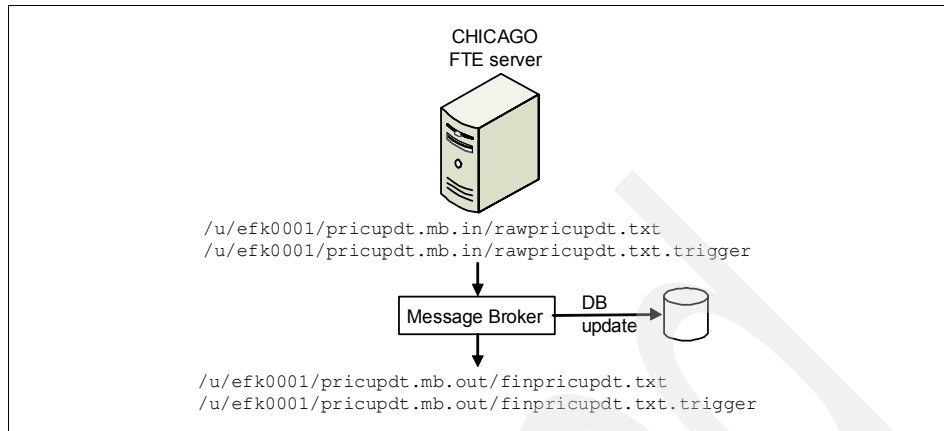 CHICAGO
FTE server
/u/efk0001/pricupdt.mb.in/rawpricupdt.txt
/u/efk0001/pricupdt.mb.in/rawpricupdt.txt.trigger
Message Broker
DB
update
/u/efk0001/pricupdt.mb.out/finpricupdt.txt
/u/efk0001/pricupdt.mb.out/finpricupdt.txt.trigger